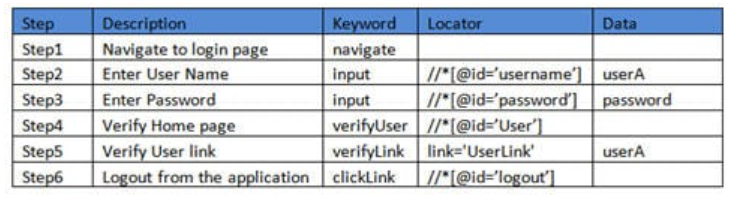 Step Description Keyword Locator Data
Step1 Navigate to login page navigate
Step2 Enter User Name input //*[@id='username'] userA
Step3 Enter Password input //*[@id='password'] password
Step4 Verify Home page verifyUser //*[@id='User']
Step5 Verify User link verifyLink link='UserLink' userA
Step6 Logout from the application clickLink //*[@id='logout']